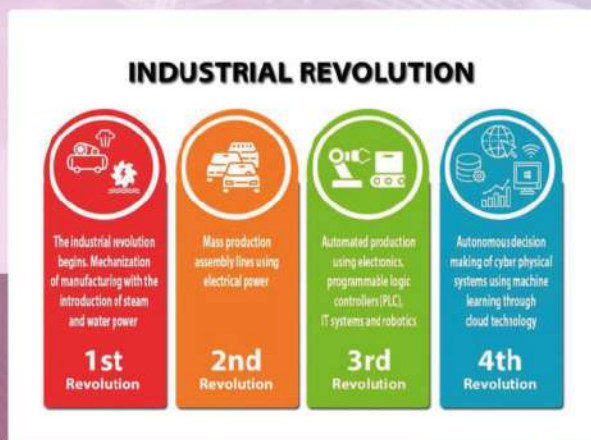 INDUSTRIAL REVOLUTION
The industrial revolution
begins. Mechanization
of manufacturing with the
introduction of steam
and water power
1st
Revolution
Mass production
assembly lines using
electrical power
2nd
Revolution
Automated production
using electronics,
programmable logic
controllers (PLC),
IT systems and robotics
3rd
Revolution
Autonomous decision
making of cyber physical
systems using machine
learning through
cloud technology
4th
Revolution